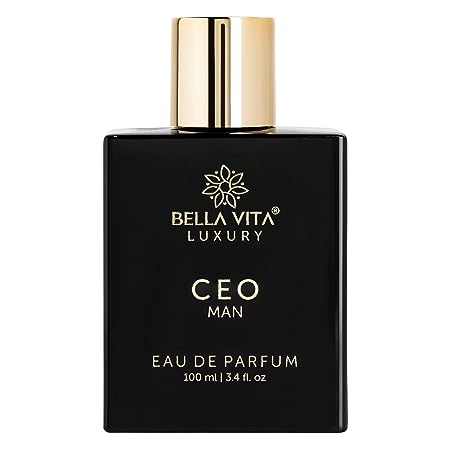 BELLA VITA®
LUXURY
CEO
MAN
EAU DE PARFUM
100 ml | 3.4 fl. oz